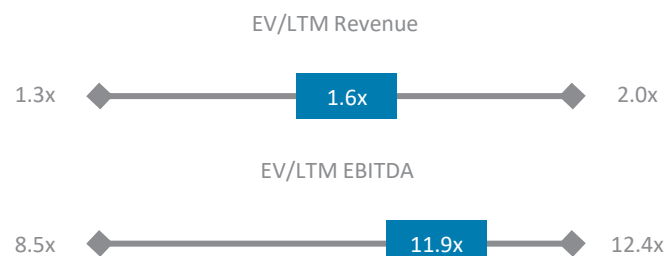 EV/LTM Revenue
1.3x 1.6x 2.0x
EV/LTM EBITDA
8.5x 11.9x 12.4x